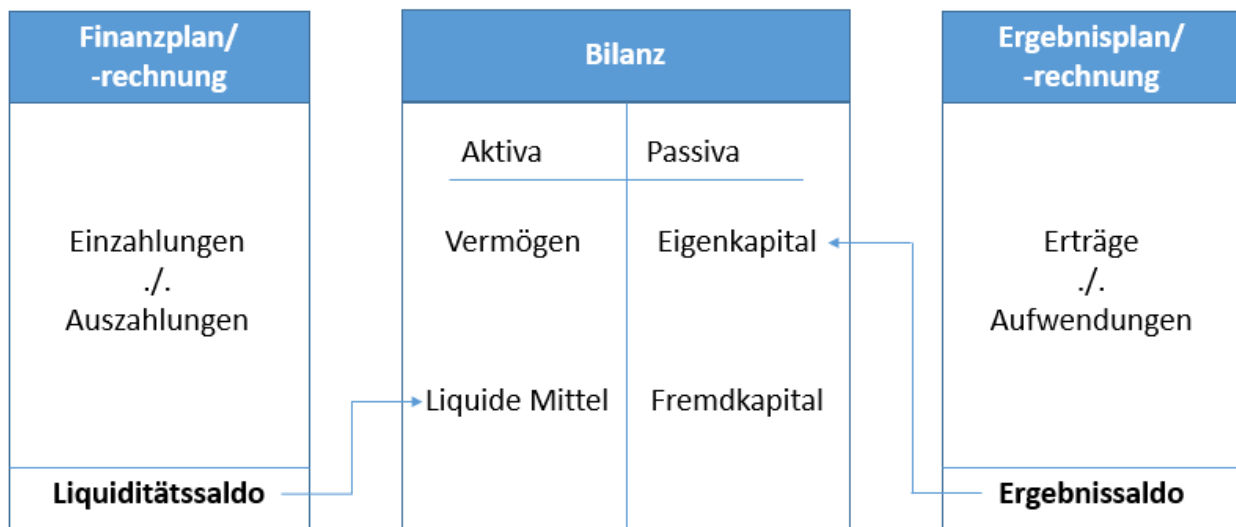 Finanzplan/
-rechnung
Einzahlungen
./.
Auszahlungen
Liquiditätssaldo
Bilanz
Aktiva
Passiva
Vermögen
Eigenkapital
Liquide Mittel
Fremdkapital
Ergebnisplan/
-rechnung
Erträge
./.
Aufwendungen
Ergebnissaldo